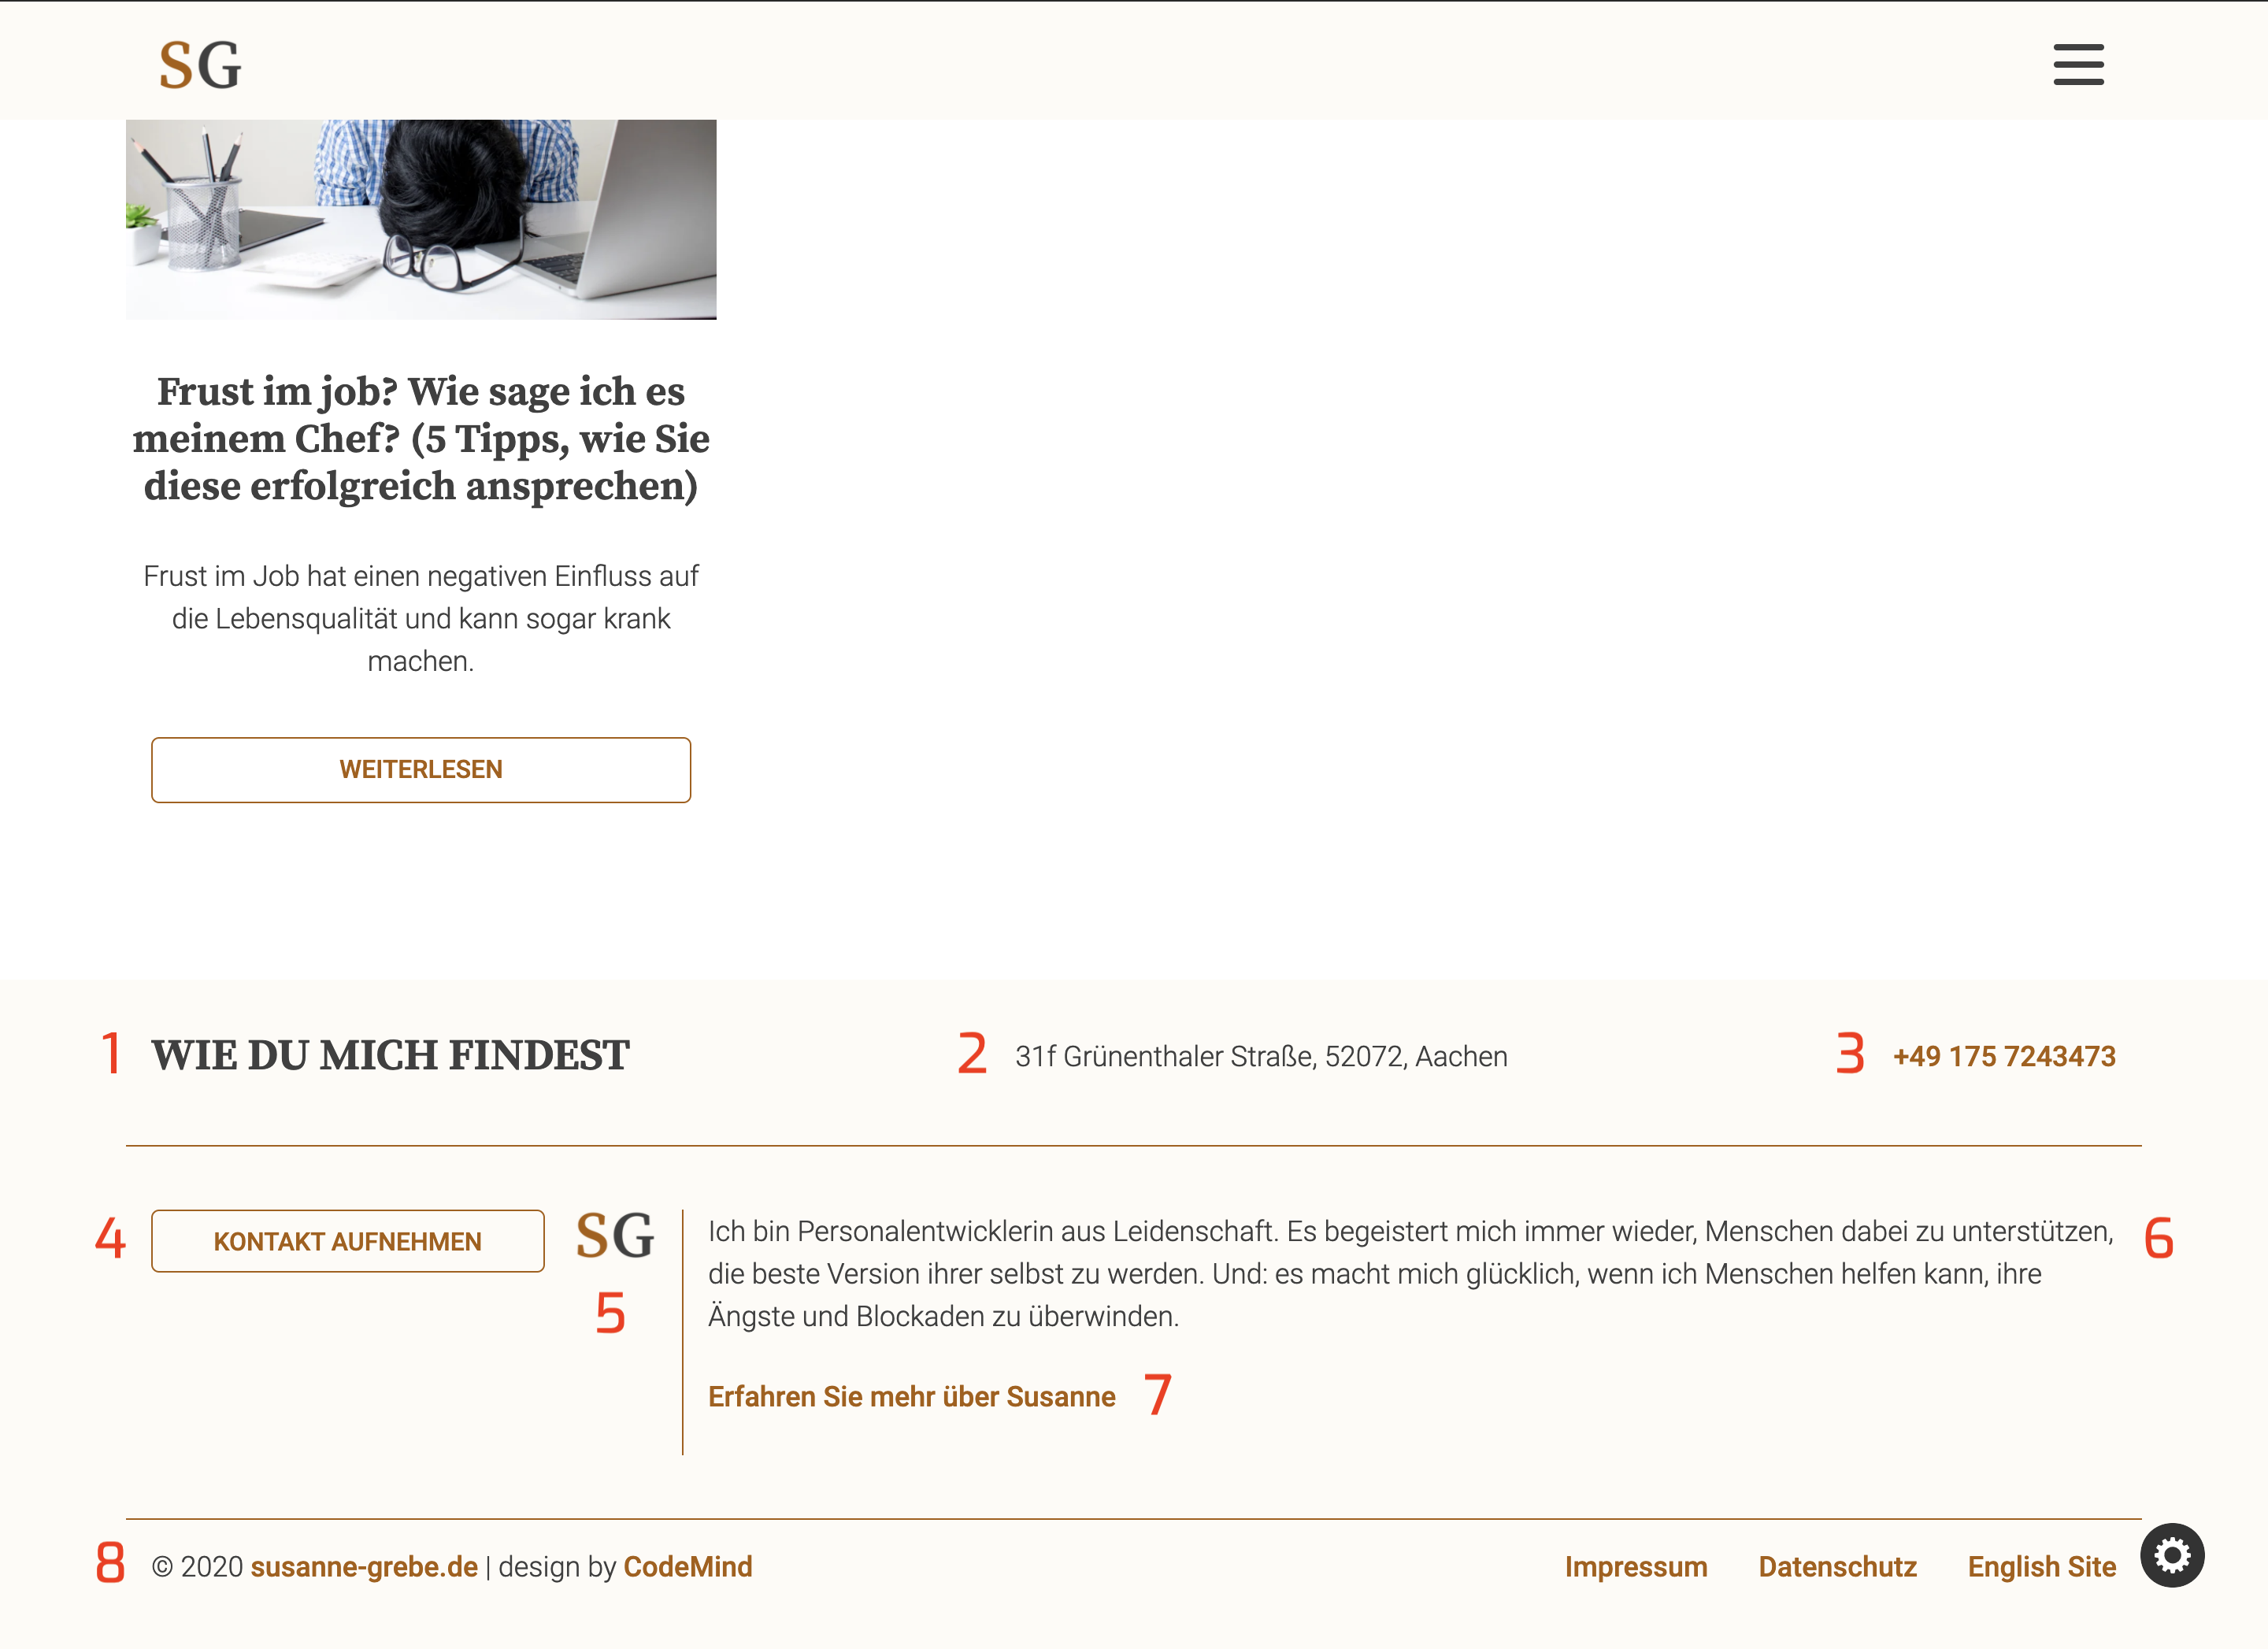 SG
Frust im job? Wie sage ich es
meinem Chef? (5 Tipps, wie Sie
diese erfolgreich ansprechen)
Frust im Job hat einen negativen Einfluss auf
die Lebensqualität und kann sogar krank
machen.
WEITERLESEN
1 WIE DU MICH FINDEST
2 31f Grünenthaler Straße, 52072, Aachen
3 +49 175 7243473
4 KONTAKT AUFNEHMEN
SG
5
Ich bin Personalentwicklerin aus Leidenschaft. Es begeistert mich immer wieder, Menschen dabei zu unterstützen, 6
die beste Version ihrer selbst zu werden. Und: es macht mich glücklich, wenn ich Menschen helfen kann, ihre
Ängste und Blockaden zu überwinden.
Erfahren Sie mehr über Susanne 7
8 © 2020 susanne-grebe.de | design by CodeMind
Impressum Datenschutz English Site